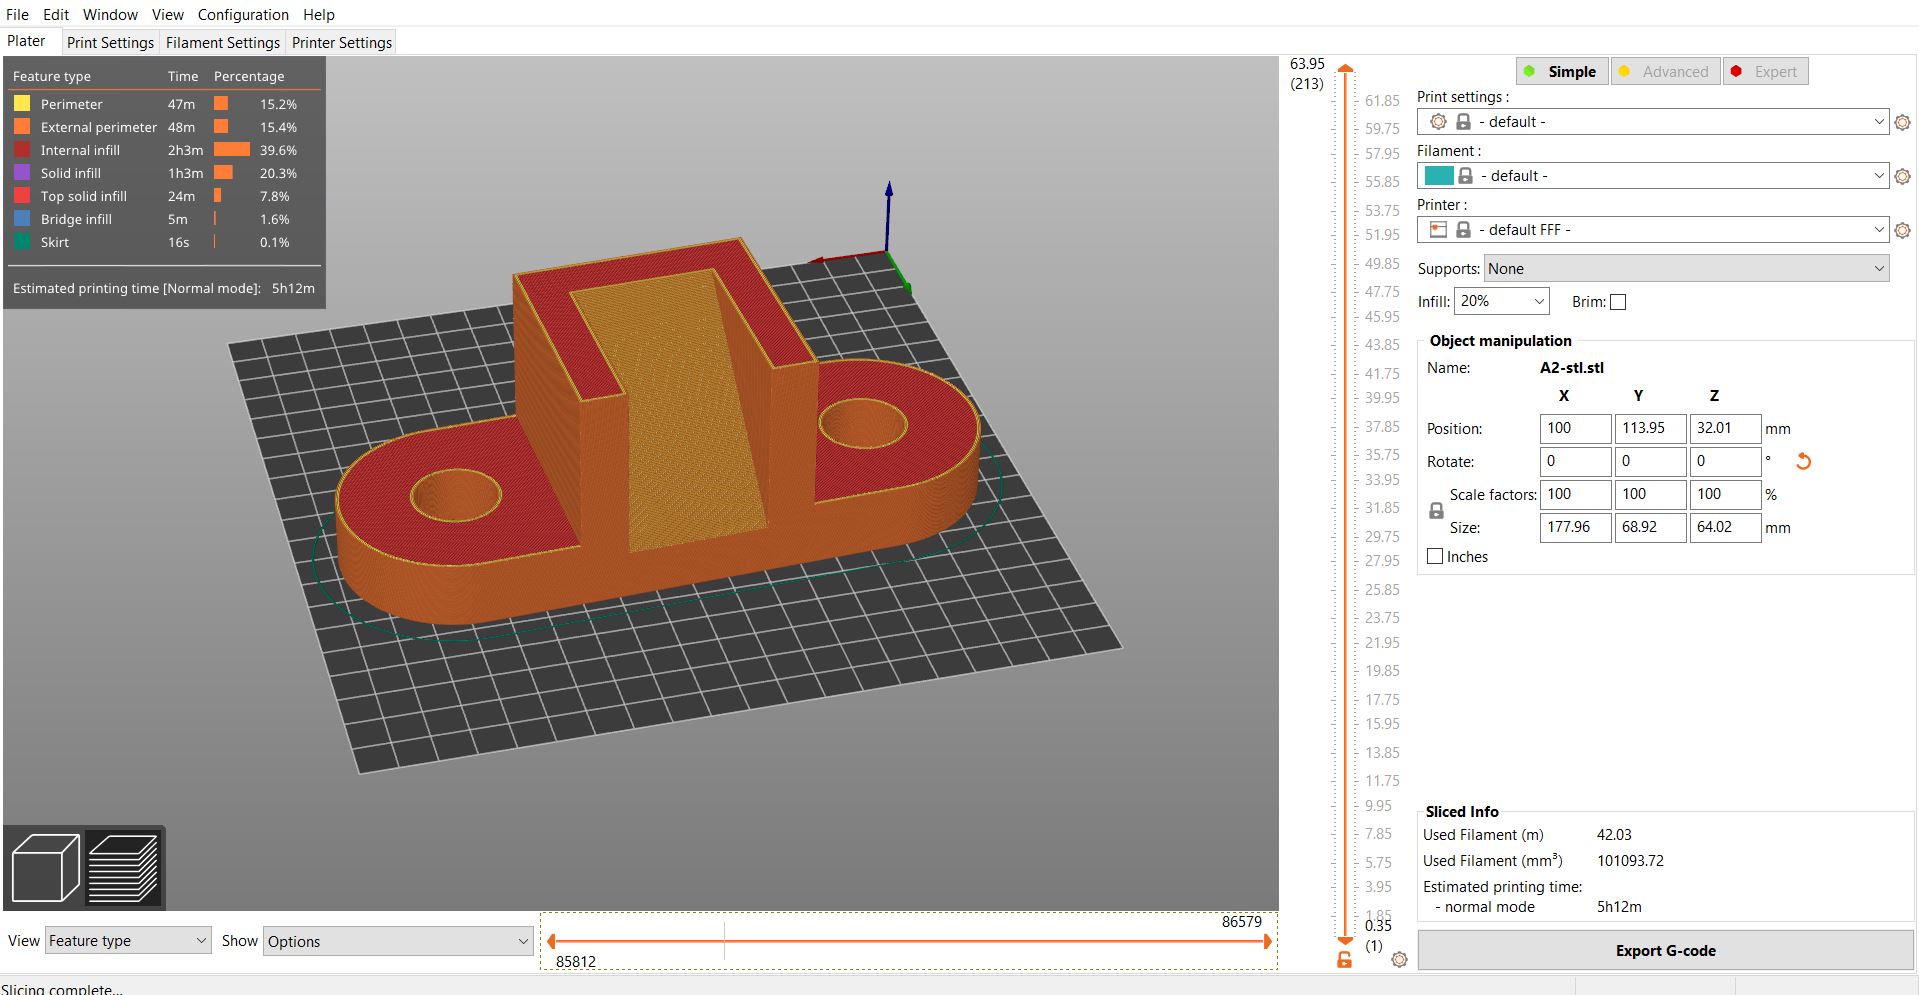 File Edit Window View Configuration Help
Plater Print Settings Filament Settings Printer Settings
Feature type Time Percentage
Perimeter 47m 15.2%
External perimeter 48m 15.4%
Internal infill 2h3m 39.6%
Solid infill 1h3m 20.3%
Top solid infill 24m 7.8%
Bridge infill 5m 1.6%
Skirt 16s 0.1%
Estimated printing time [Normal mode]: 5h12m
63.95
(213)
61.85
59.75
57.95
55.85
53.75
51.95
49.85
47.75
45.95
43.85
41.75
39.95
37.85
35.75
33.95
31.85
29.75
27.95
25.85
23.75
21.95
19.85
17.75
15.95
13.85
11.75
9.95
7.85
5.75
3.95
1.85
0.35
(1)
Simple Advanced Expert
Print settings :
- default -
Filament :
- default -
Printer :
- default FFF -
Supports: None
Infill: 20% Brim:
Object manipulation
Name: A2-stl.stl
X Y Z
Position: 100 113.95 32.01 mm
Rotate: 0 0 0 °
Scale factors: 100 100 100 %
Size: 177.96 68.92 64.02 mm
Inches
Sliced Info
Used Filament (m) 42.03
Used Filament (mm³) 101093.72
Estimated printing time:
- normal mode 5h12m
Export G-code
View Feature type Show Options
86579
85812
Slicing complete...